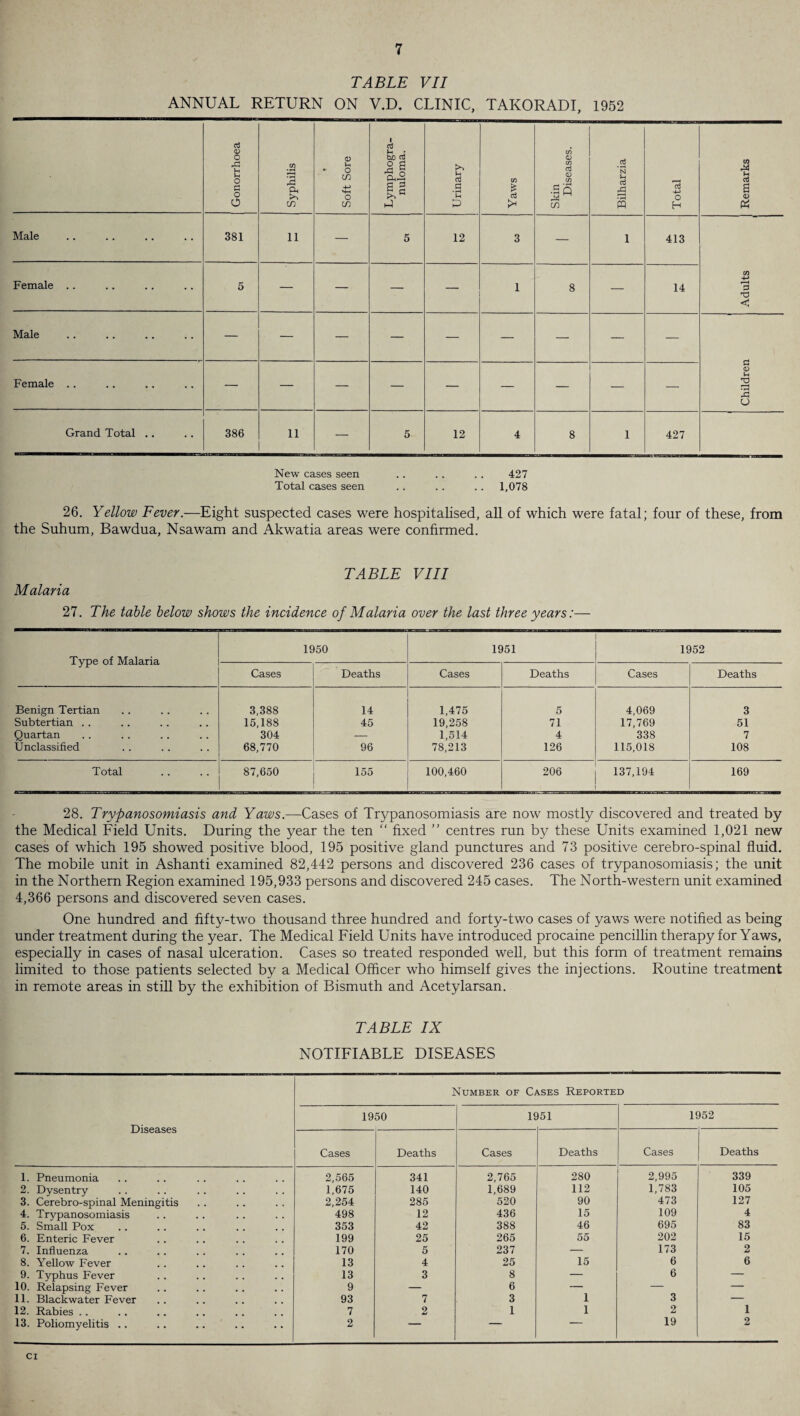 7
TABLE VII
ANNUAL RETURN ON V.D. CLINIC, TAKORADI, 1952
Gonorrhoea | Syphilis | Soft Sore | Lymphogra-nuloma. | Urinary | Yaws | Skin Diseases. | Bilharzia | Total | Remarks
Male .. .. .. .. 381 11 — 5 12 3 — 1 413
Female .. .. .. .. 5 — — — — 1 8 — 14
Adults
Male .. .. .. .. — — — — — — — — —
Female .. .. .. .. — — — — — — — — —
Children
Grand Total .. .. 386 11 — 5 12 4 8 1 427
New cases seen .. .. .. 427
Total cases seen .. .. .. 1,078
26. Yellow Fever.—Eight suspected cases were hospitalised, all of which were fatal; four of these, from
the Suhum, Bawdua, Nsawam and Akwatia areas were confirmed.
TABLE VIII
Malaria
27. The table below shows the incidence of Malaria over the last three years:—
Type of Malaria | 1950 | 1951 | 1952
Cases | Deaths | Cases | Deaths | Cases | Deaths
Benign Tertian .. .. .. 3,388 14 1,475 5 4,069 3
Subtertian .. .. .. .. 15,188 45 19,258 71 17,769 51
Quartan .. .. .. .. 304 — 1,514 4 338 7
Unclassified .. .. .. 68,770 96 78,213 126 115,018 108
Total .. .. 87,650 155 100,460 206 137,194 169
28. Trypanosomiasis and Yaws.—Cases of Trypanosomiasis are now mostly discovered and treated by
the Medical Field Units. During the year the ten “ fixed ” centres run by these Units examined 1,021 new
cases of which 195 showed positive blood, 195 positive gland punctures and 73 positive cerebro-spinal fluid.
The mobile unit in Ashanti examined 82,442 persons and discovered 236 cases of trypanosomiasis; the unit
in the Northern Region examined 195,933 persons and discovered 245 cases. The North-western unit examined
4,366 persons and discovered seven cases.
One hundred and fifty-two thousand three hundred and forty-two cases of yaws were notified as being
under treatment during the year. The Medical Field Units have introduced procaine pencillin therapy for Yaws,
especially in cases of nasal ulceration. Cases so treated responded well, but this form of treatment remains
limited to those patients selected by a Medical Officer who himself gives the injections. Routine treatment
in remote areas in still by the exhibition of Bismuth and Acetylarsan.
TABLE IX
NOTIFIABLE DISEASES
Diseases | Number of Cases Reported
1950 | 1951 | 1952
Cases | Deaths | Cases | Deaths | Cases | Deaths
1. Pneumonia .. .. .. .. .. 2,565 341 2,765 280 2,995 339
2. Dysentry .. .. .. .. .. 1,675 140 1,689 112 1,783 105
3. Cerebro-spinal Meningitis .. .. .. 2,254 285 520 90 473 127
4. Trypanosomiasis .. .. .. .. 498 12 436 15 109 4
5. Small Pox .. .. .. .. .. 353 42 388 46 695 83
6. Enteric Fever .. .. .. .. 199 25 265 55 202 15
7. Influenza .. .. .. .. .. 170 5 237 — 173 2
8. Yellow Fever .. .. .. .. 13 4 25 15 6 6
9. Typhus Fever .. .. .. .. 13 3 8 — 6 —
10. Relapsing Fever .. .. .. .. 9 — 6 — — —
11. Blackwater Fever .. .. .. .. 93 7 3 1 3 —
12. Rabies .. .. .. .. .. .. 7 2 1 1 2 1
13. Poliomyelitis .. .. .. .. .. 2 — — — 19 2
CI